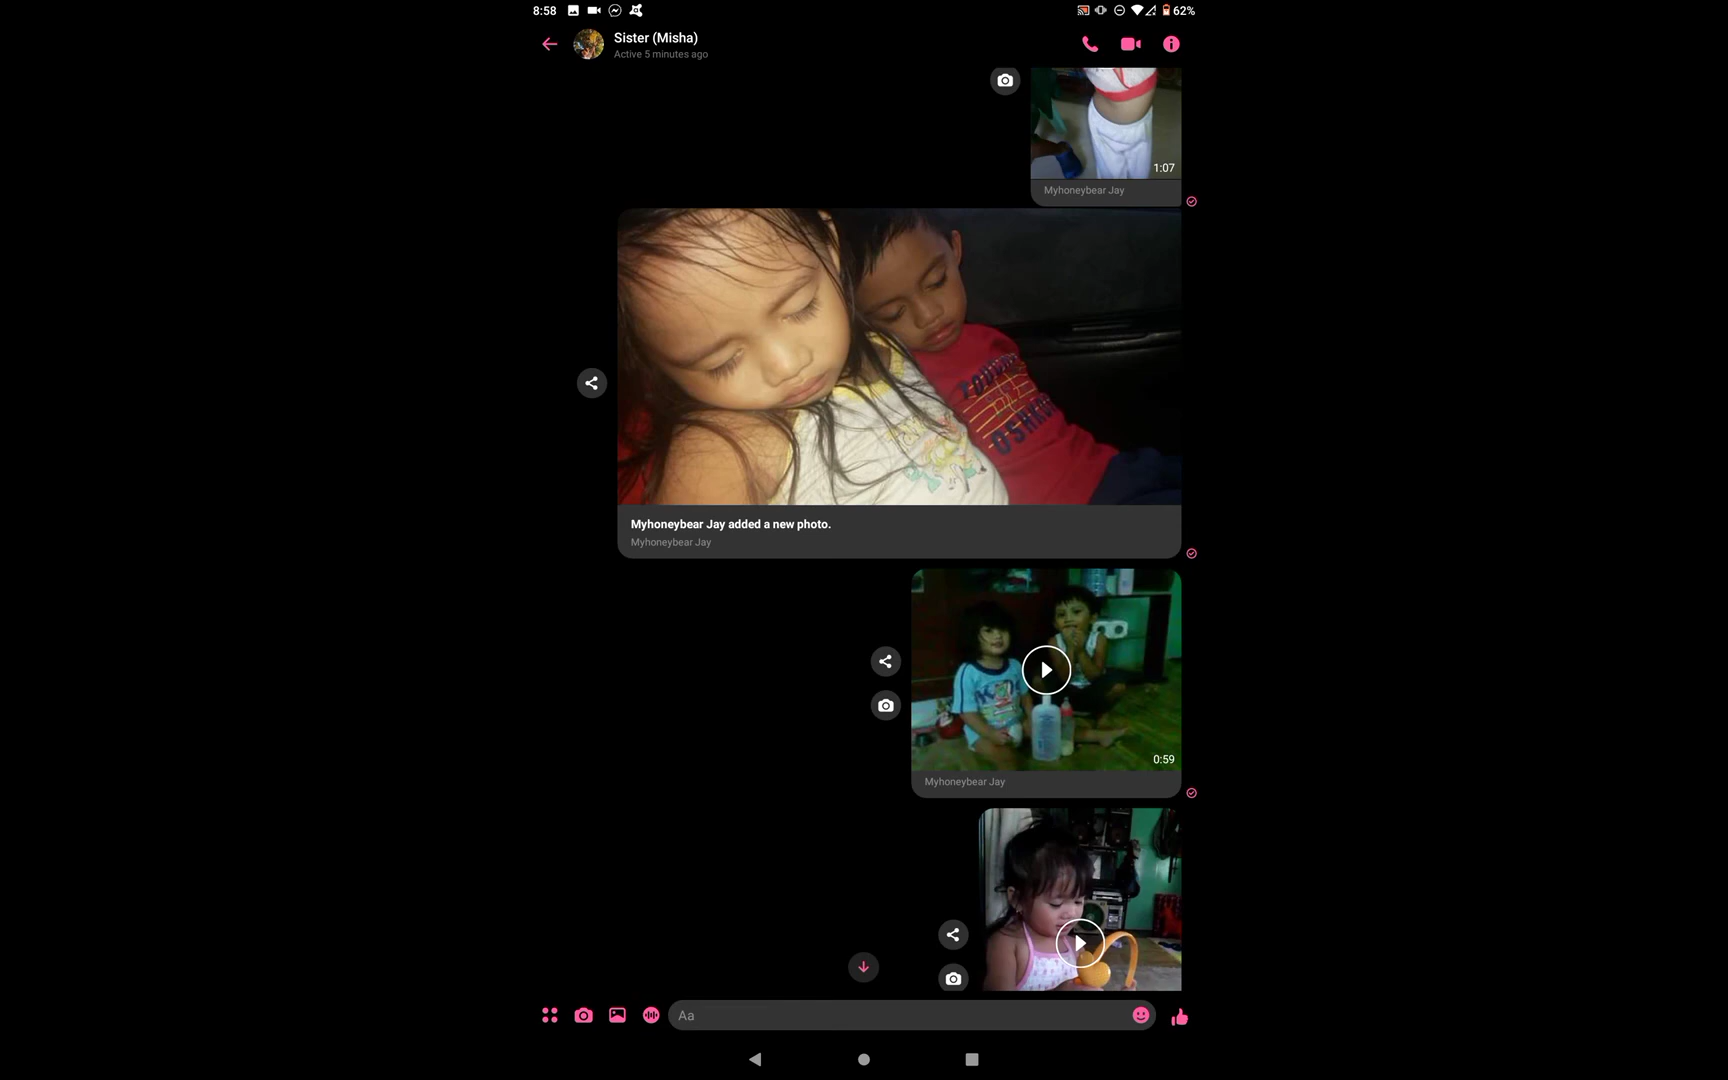 8:58
62%
Sister (Misha)
Active 5 minutes ago
1:07
Myhoneybear Jay
OSHKOSH
Myhoneybear Jay added a new photo.
Myhoneybear Jay
0:59
Myhoneybear Jay
Aa